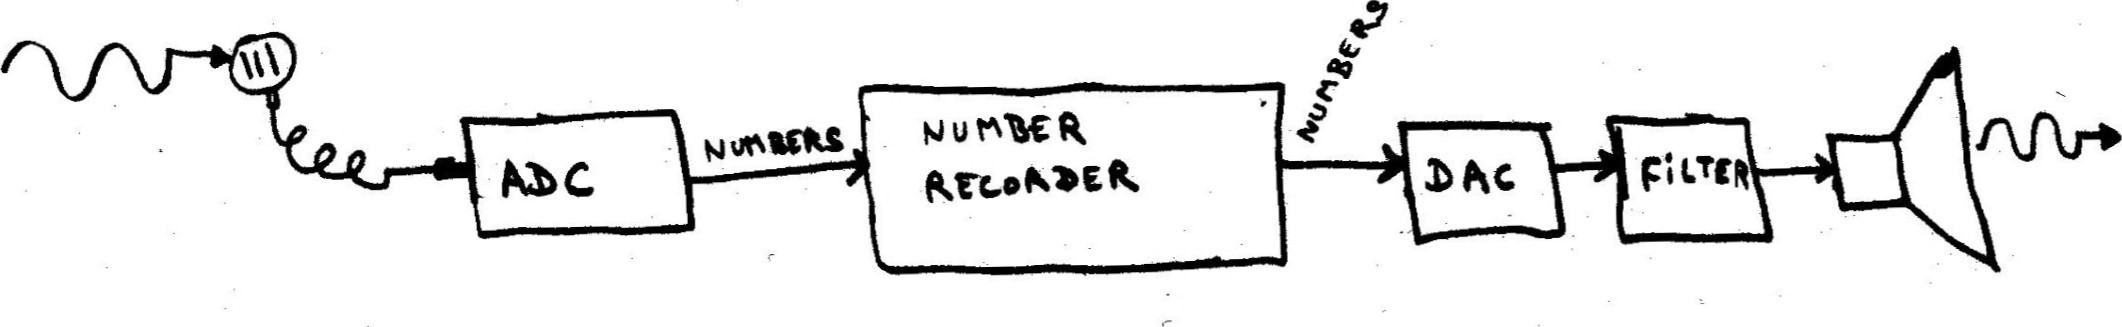 ADC
NUMBERS
NUMBER
RECORDER
NUMBERS
DAC
FiLTER